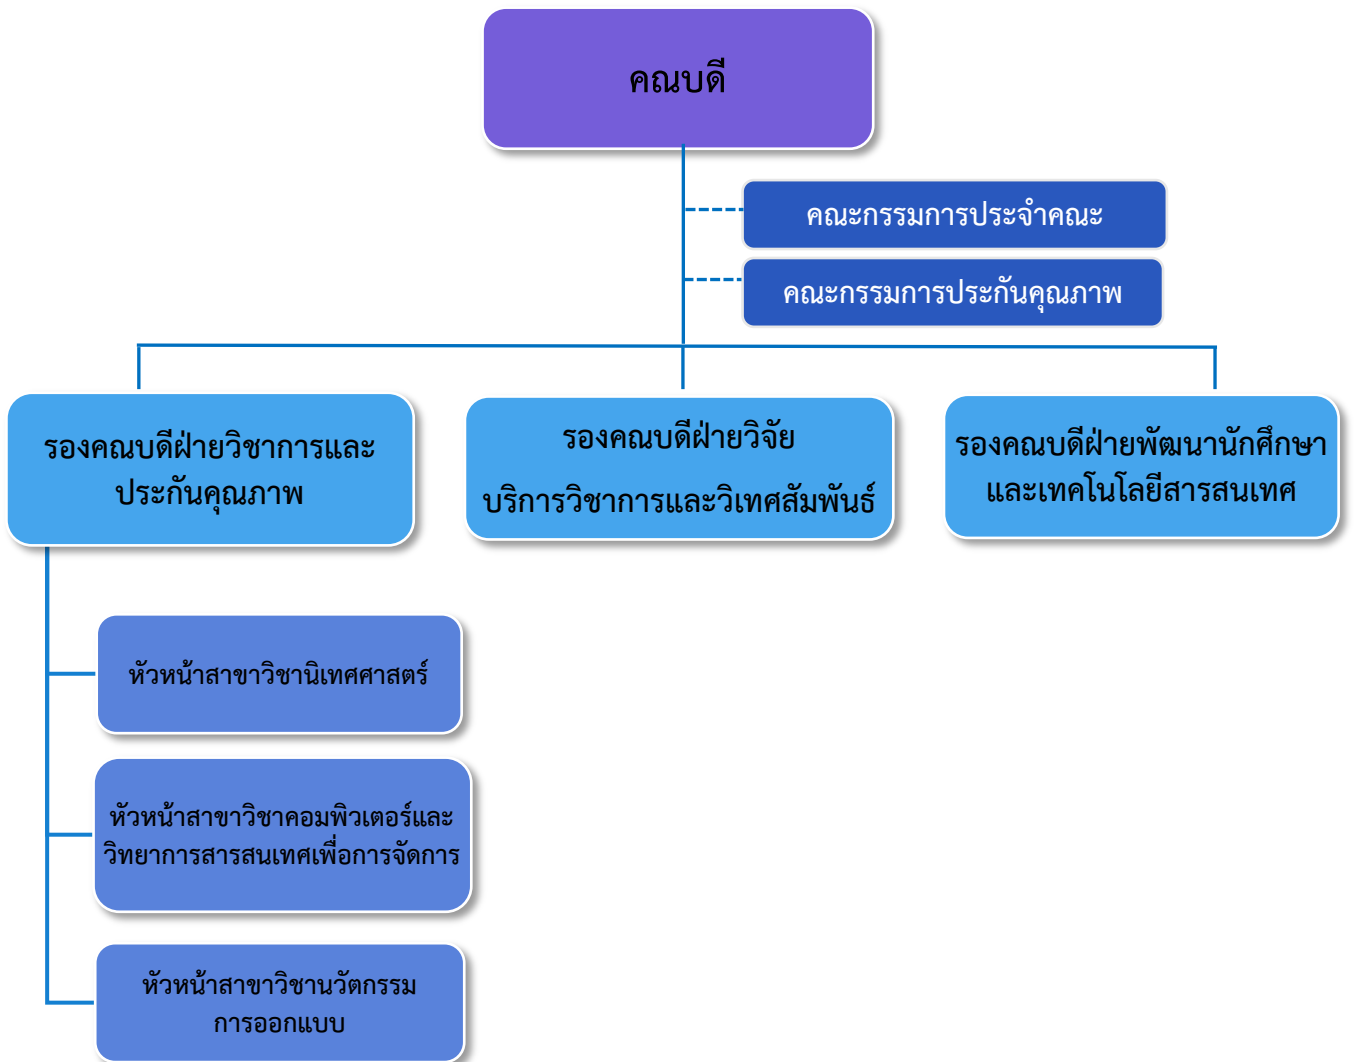 คณบดี
คณะกรรมการประจำคณะ
คณะกรรมการประกันคุณภาพ
รองคณบดีฝ่ายวิชาการและ
ประกันคุณภาพ
รองคณบดีฝ่ายวิจัย
บริการวิชาการและวิเทศสัมพันธ์
รองคณบดีฝ่ายพัฒนานักศึกษา
และเทคโนโลยีสารสนเทศ
หัวหน้าสาขาวิชานิเทศศาสตร์
หัวหน้าสาขาวิชาคอมพิวเตอร์และ
วิทยาการสารสนเทศเพื่อการจัดการ
หัวหน้าสาขาวิชานวัตกรรม
การออกแบบ